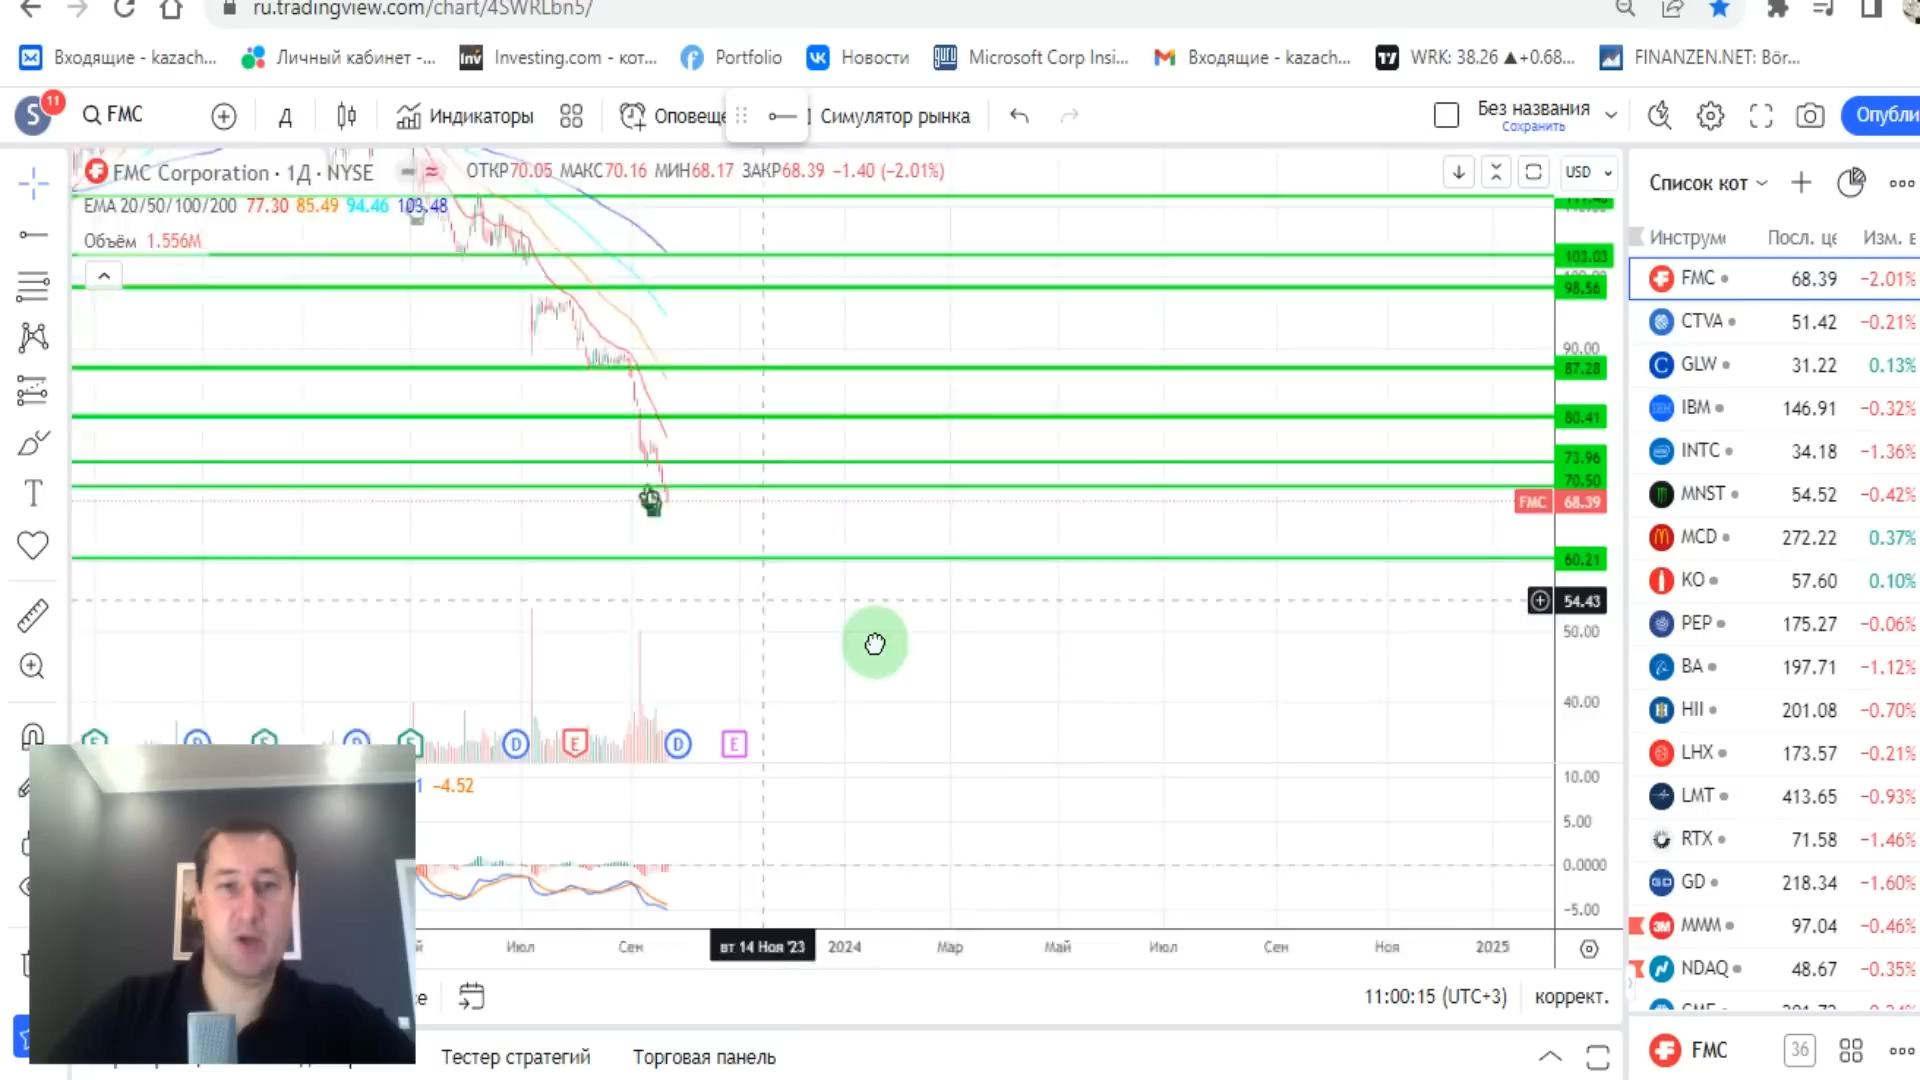 ru.tradingview.com/chart/4SWRLbn5/
Входящие - kazach...
Личный кабинет -...
Investing.com - кот...
Portfolio
Новости
Microsoft Corp Insi...
Входящие - kazach...
WRK: 38.26 ▲+0.68...
FINANZEN.NET: Bör...
S 11
FMC
Д
Индикаторы
Оповеще
Симулятор рынка
Без названия
Сохранить
Опубли
FMC Corporation · 1Д · NYSE
ОТКР70.05 МАКС70.16 МИН68.17 ЗАКР68.39 −1.40 (−2.01%)
USD
EMA 20/50/100/200 77.30 85.49 94.46 103.48
Объём 1.556M
103.03
98.56
90.00
87.28
80.41
73.96
70.50
FMC 68.39
60.21
54.43
50.00
40.00
D E D E
−4.52
10.00
5.00
0.0000
−5.00
Июл
Сен
вт 14 Ноя '23
2024
Мар
Май
Июл
Сен
Ноя
2025
11:00:15 (UTC+3)
коррект.
Тестер стратегий
Торговая панель
Список кот
Инструм
Посл. це
Изм. в
FMC 68.39 −2.01%
CTVA 51.42 −0.21%
GLW 31.22 0.13%
IBM 146.91 −0.32%
INTC 34.18 −1.36%
MNST 54.52 −0.42%
MCD 272.22 0.37%
KO 57.60 0.10%
PEP 175.27 −0.06%
BA 197.71 −1.12%
HII 201.08 −0.70%
LHX 173.57 −0.21%
LMT 413.65 −0.93%
RTX 71.58 −1.46%
GD 218.34 −1.60%
MMM 97.04 −0.46%
NDAQ 48.67 −0.35%
FMC
36